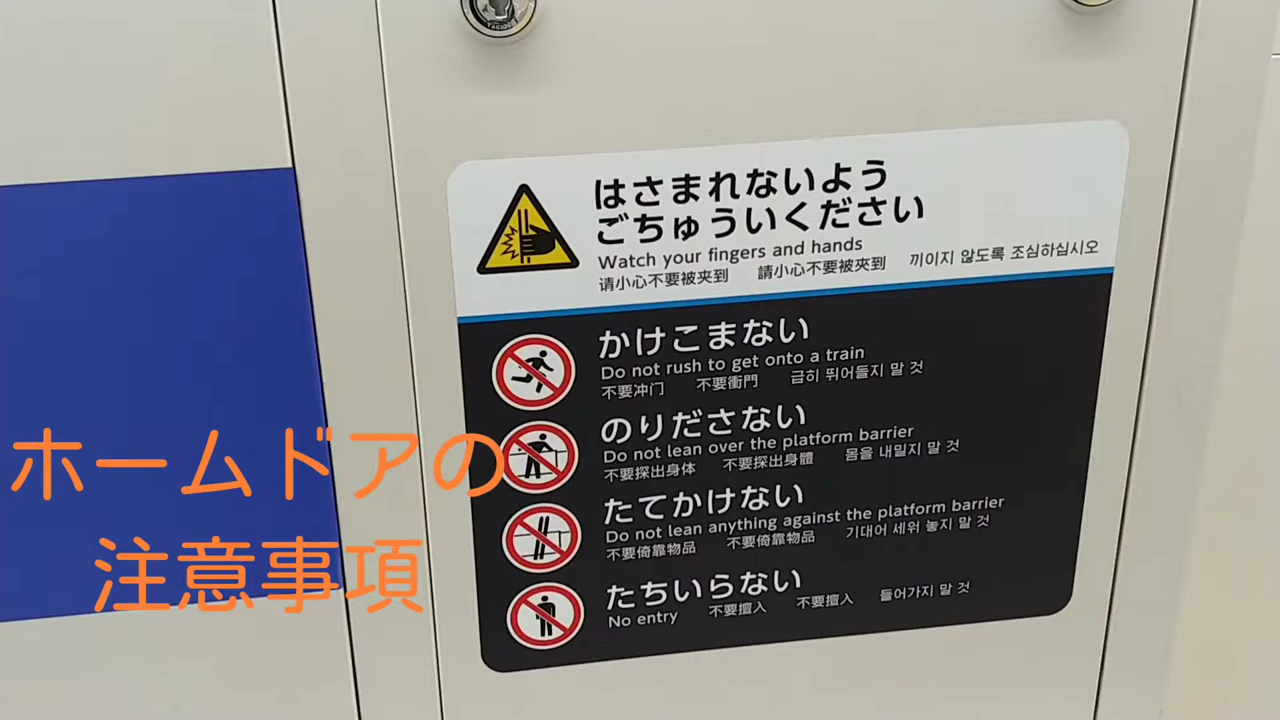 はさまれないよう
ごちゅういください
Watch your fingers and hands
请小心不要被夹到 請小心不要被夾到 끼이지 않도록 조심하십시오
かけこまない
Do not rush to get onto a train
不要冲门 不要衝門 급히 뛰어들지 말 것
のりださない
Do not lean over the platform barrier
不要探出身体 不要探出身體 몸을 내밀지 말 것
たてかけない
Do not lean anything against the platform barrier
不要倚靠物品 不要倚靠物品 기대어 세워 놓지 말 것
たちいらない
No entry 不要擅入 不要擅入 들어가지 말 것
ホームドアの
注意事項